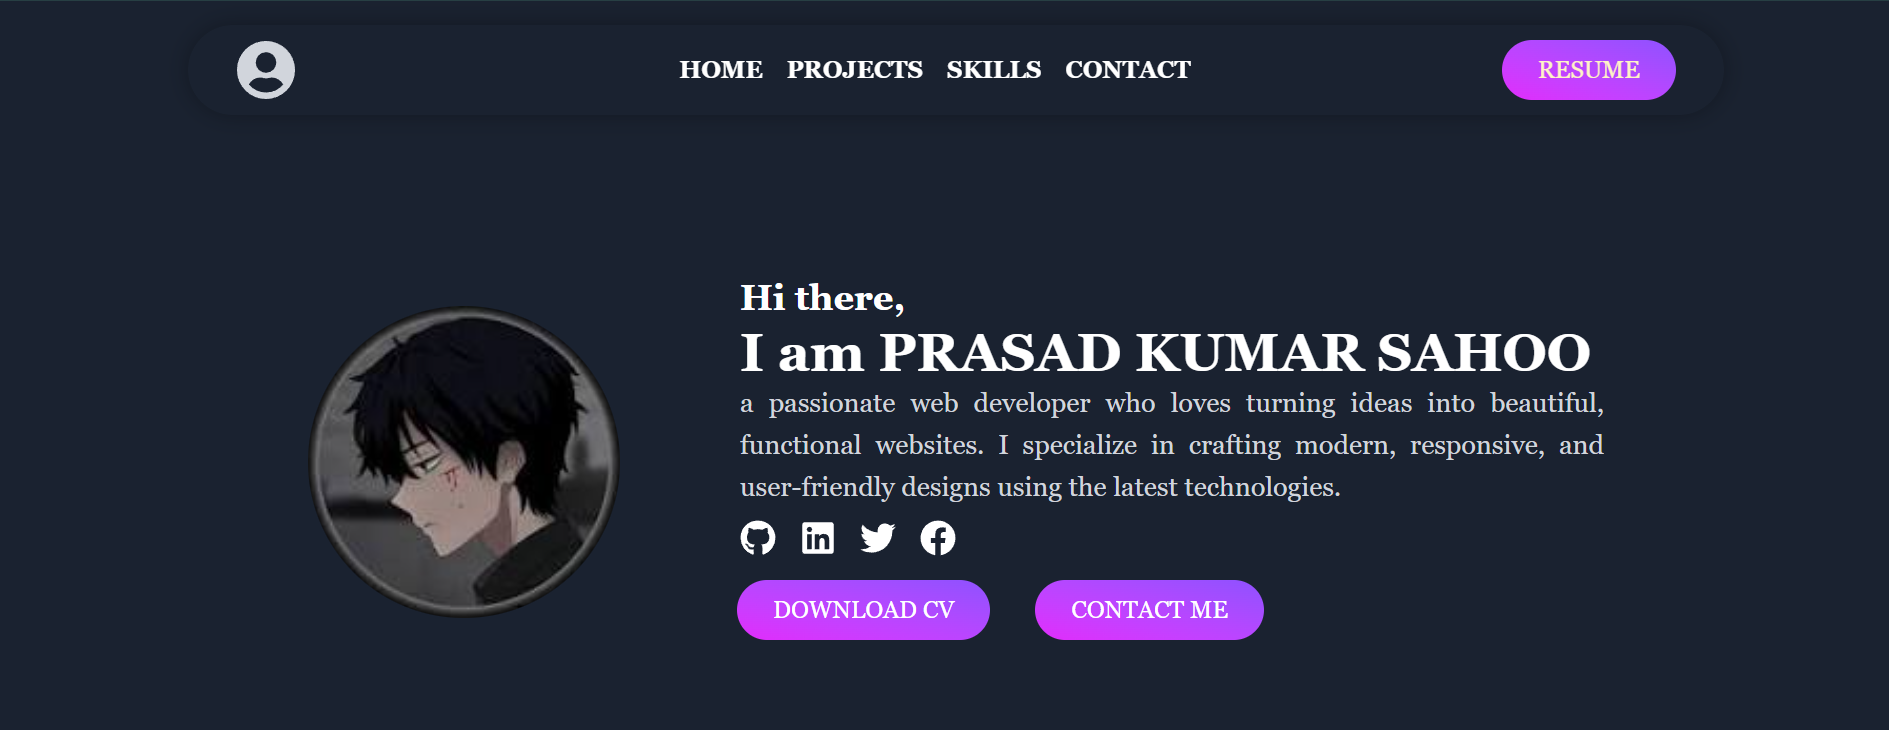 HOME PROJECTS SKILLS CONTACT RESUME
Hi there,
I am PRASAD KUMAR SAHOO
a passionate web developer who loves turning ideas into beautiful,
functional websites. I specialize in crafting modern, responsive, and
user-friendly designs using the latest technologies.
DOWNLOAD CV CONTACT ME